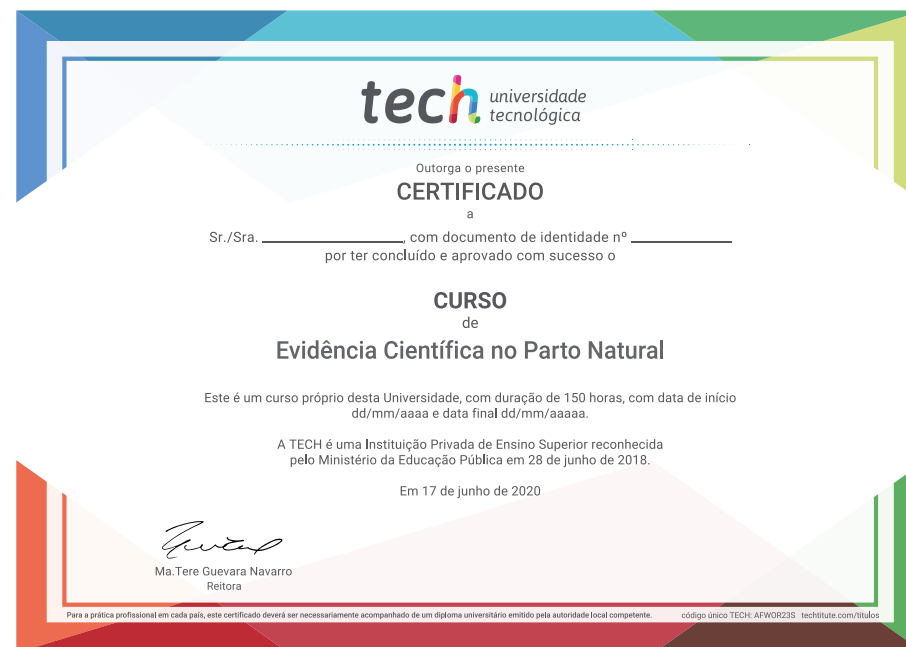 tech universidade
tecnológica
Outorga o presente
CERTIFICADO
a
Sr./Sra. ____________, com documento de identidade nº ____________
por ter concluído e aprovado com sucesso o
CURSO
de
Evidência Científica no Parto Natural
Este é um curso próprio desta Universidade, com duração de 150 horas, com data de início
dd/mm/aaaa e data final dd/mm/aaaaa.
A TECH é uma Instituição Privada de Ensino Superior reconhecida
pelo Ministério da Educação Pública em 28 de junho de 2018.
Em 17 de junho de 2020
Ma.Tere Guevara Navarro
Reitora
Para a prática profissional em cada país, este certificado deverá ser necessariamente acompanhado de um diploma universitário emitido pela autoridade local competente. código único TECH: AFWOR23S techtitute.com/títulos